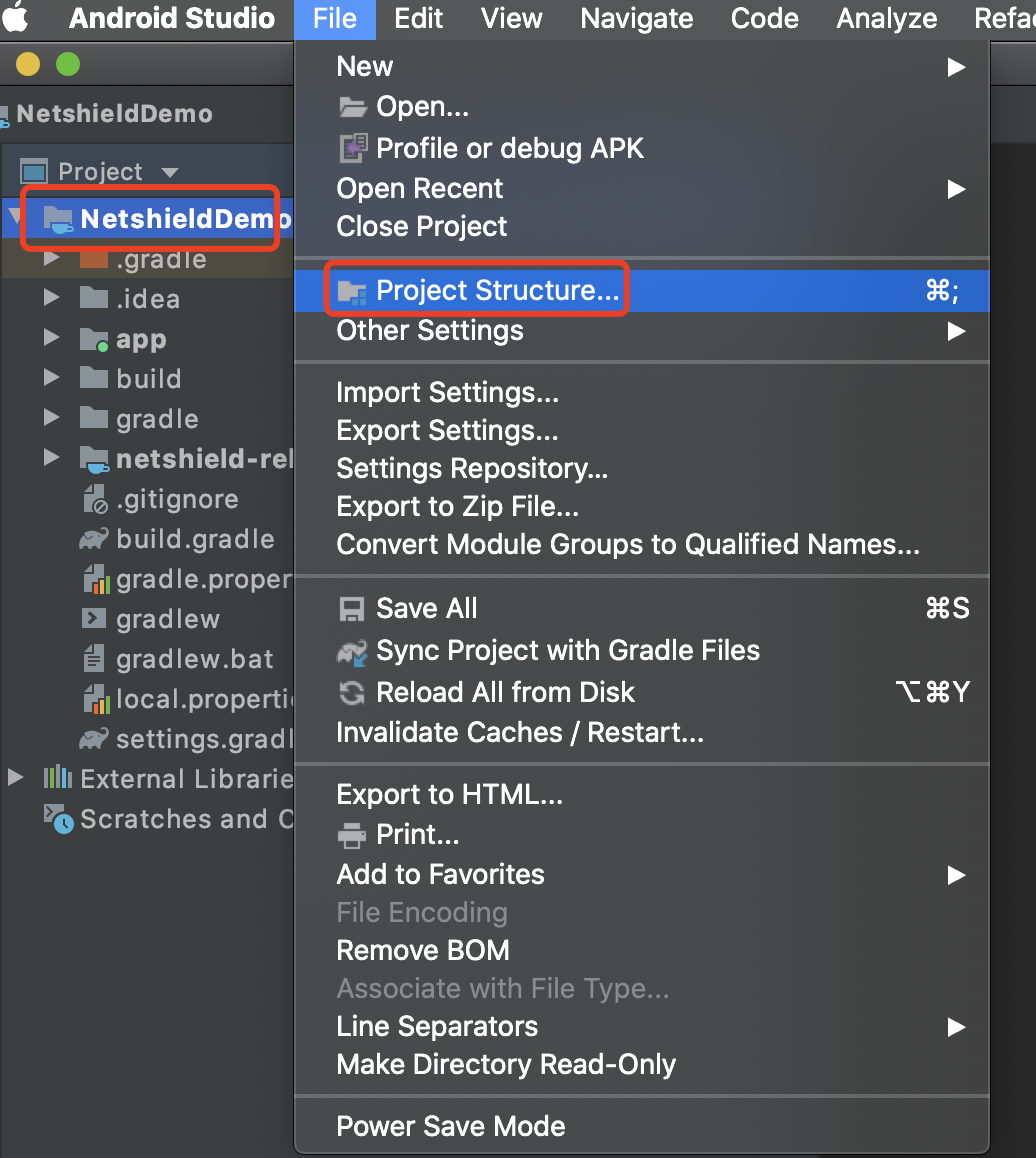 Android Studio File Edit View Navigate Code Analyze Refa
NetshieldDemo
Project
NetshieldDemo
.gradle
.idea
app
build
gradle
netshield-rel
.gitignore
build.gradle
gradle.proper
gradlew
gradlew.bat
local.properti
settings.gradl
External Librarie
Scratches and C
New
Open...
Profile or debug APK
Open Recent
Close Project
Project Structure... ⌘;
Other Settings
Import Settings...
Export Settings...
Settings Repository...
Export to Zip File...
Convert Module Groups to Qualified Names...
Save All ⌘S
Sync Project with Gradle Files
Reload All from Disk ⌥⌘Y
Invalidate Caches / Restart...
Export to HTML...
Print...
Add to Favorites
File Encoding
Remove BOM
Associate with File Type...
Line Separators
Make Directory Read-Only
Power Save Mode